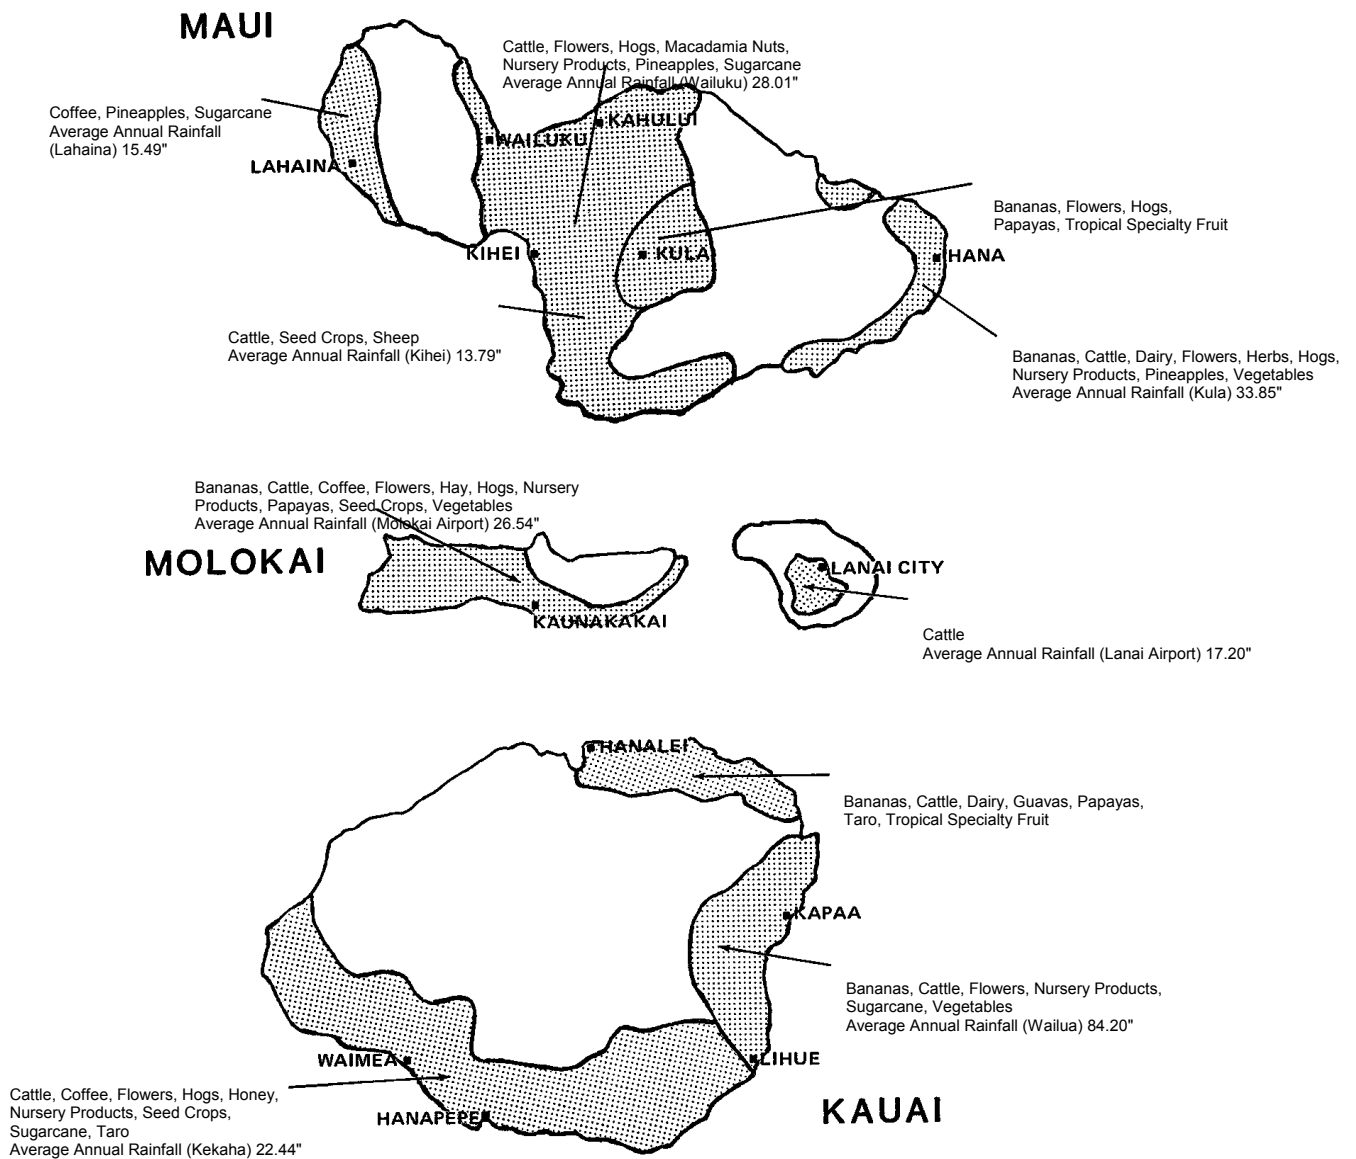 MAUI
Cattle, Flowers, Hogs, Macadamia Nuts,
Nursery Products, Pineapples, Sugarcane
Average Annual Rainfall (Wailuku) 28.01"
Coffee, Pineapples, Sugarcane
Average Annual Rainfall
(Lahaina) 15.49"
KAHULUI
WAILUKU
LAHAINA
Bananas, Flowers, Hogs,
Papayas, Tropical Specialty Fruit
KIHEI
KULA
HANA
Cattle, Seed Crops, Sheep
Average Annual Rainfall (Kihei) 13.79"
Bananas, Cattle, Dairy, Flowers, Herbs, Hogs,
Nursery Products, Pineapples, Vegetables
Average Annual Rainfall (Kula) 33.85"
Bananas, Cattle, Coffee, Flowers, Hay, Hogs, Nursery
Products, Papayas, Seed Crops, Vegetables
Average Annual Rainfall (Molokai Airport) 26.54"
MOLOKAI
LANAI CITY
KAUNAKAKAI
Cattle
Average Annual Rainfall (Lanai Airport) 17.20"
HANALEI
Bananas, Cattle, Dairy, Guavas, Papayas,
Taro, Tropical Specialty Fruit
KAPAA
Bananas, Cattle, Flowers, Nursery Products,
Sugarcane, Vegetables
Average Annual Rainfall (Wailua) 84.20"
WAIMEA
LIHUE
Cattle, Coffee, Flowers, Hogs, Honey,
Nursery Products, Seed Crops,
Sugarcane, Taro
Average Annual Rainfall (Kekaha) 22.44"
HANAPEPE
KAUAI